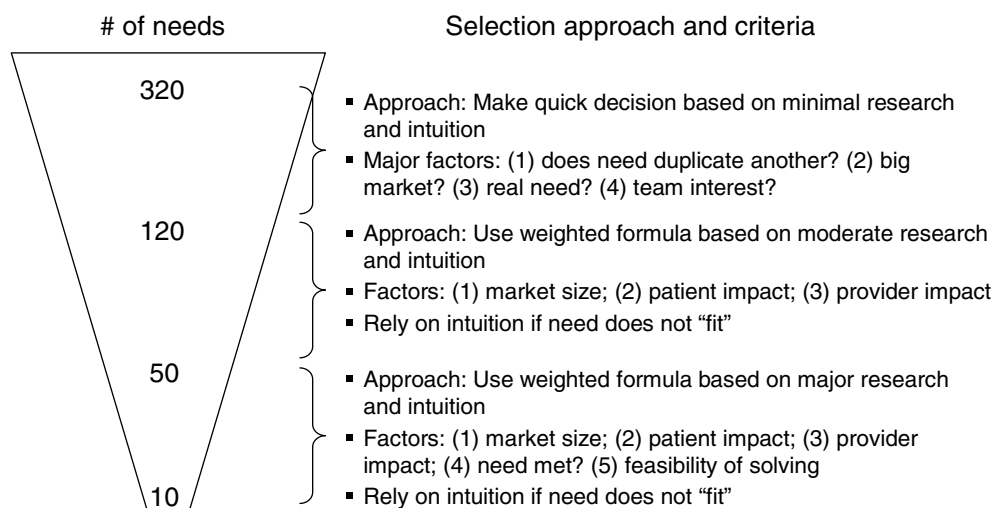 # of needs
Selection approach and criteria
320
▪ Approach: Make quick decision based on minimal research
and intuition
▪ Major factors: (1) does need duplicate another? (2) big
market? (3) real need? (4) team interest?
120
▪ Approach: Use weighted formula based on moderate research
and intuition
▪ Factors: (1) market size; (2) patient impact; (3) provider impact
▪ Rely on intuition if need does not “fit”
50
▪ Approach: Use weighted formula based on major research
and intuition
▪ Factors: (1) market size; (2) patient impact; (3) provider
impact; (4) need met? (5) feasibility of solving
10
▪ Rely on intuition if need does not “fit”